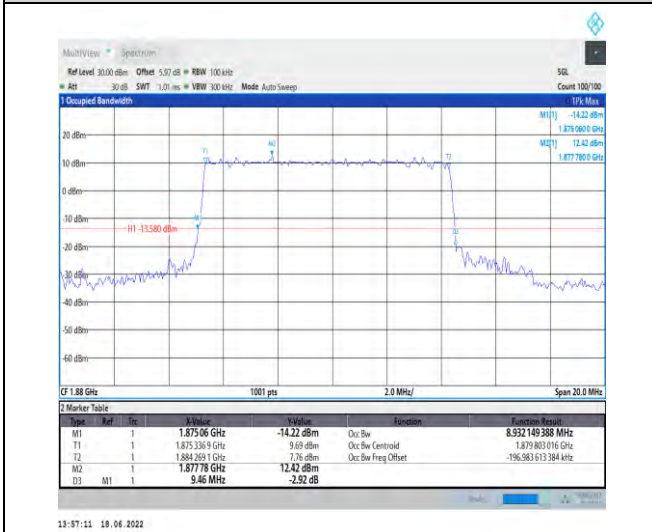 MultiView Spectrum
Ref Level 30.00 dBm Offset 5.97 dB RBW 100 kHz SGL
Att 30 dB SWT 1.01 ms VBW 300 kHz Mode Auto Sweep Count 100/100
1 Occupied Bandwidth 1Pk Max
M1[1] -14.22 dBm
1.875 060 0 GHz
M2[1] 12.42 dBm
1.877 780 0 GHz
20 dBm
M2
T1
T2
10 dBm
0 dBm
-10 dBm
M1
H1 -13.580 dBm
D3
-30 dBm
-40 dBm
-50 dBm
-60 dBm
CF 1.88 GHz 1001 pts 2.0 MHz/ Span 20.0 MHz
2 Marker Table
Type Ref Trc X-Value Y-Value Function Function Result
M1 1 1.875 06 GHz -14.22 dBm Occ Bw 8.932 149 388 MHz
T1 1 1.875 336 9 GHz 9.69 dBm Occ Bw Centroid 1.879 803 016 GHz
T2 1 1.884 269 1 GHz 7.76 dBm Occ Bw Freq Offset -196.983 613 384 kHz
M2 1 1.877 78 GHz 12.42 dBm
D3 M1 1 9.46 MHz -2.92 dB
13:57:11 18.06.2022